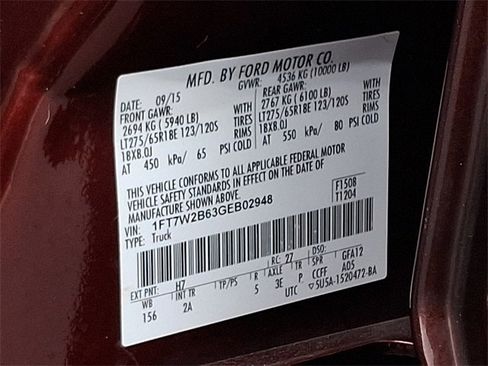 MFD. BY FORD MOTOR CO.
DATE: 09/15 GVWR: 4536 KG (10000 LB)
FRONT GAWR: REAR GAWR:
2694 KG ( 5940 LB) WITH 2767 KG ( 6100 LB) WITH
LT275/65R18E 123/120S TIRES LT275/65R18E 123/120S TIRES
18X8.0J RIMS 18X8.0J RIMS
AT 450 kPa/ 65 PSI COLD AT 550 kPa/ 80 PSI COLD
THIS VEHICLE CONFORMS TO ALL APPLICABLE FEDERAL MOTOR
VEHICLE SAFETY STANDARDS IN EFFECT ON THE DATE OF
MANUFACTURE SHOWN ABOVE.
VIN: 1FT7W2B63GEB02948 F1508
TYPE: Truck T1204
EXT PNT: H7 RC: 27 DSO:
WB INT TR TP/PS R AXLE TR SPR GFA12
156 2A 5 3E P CCFF A05
UTC ▽5U5A-1520472-BA